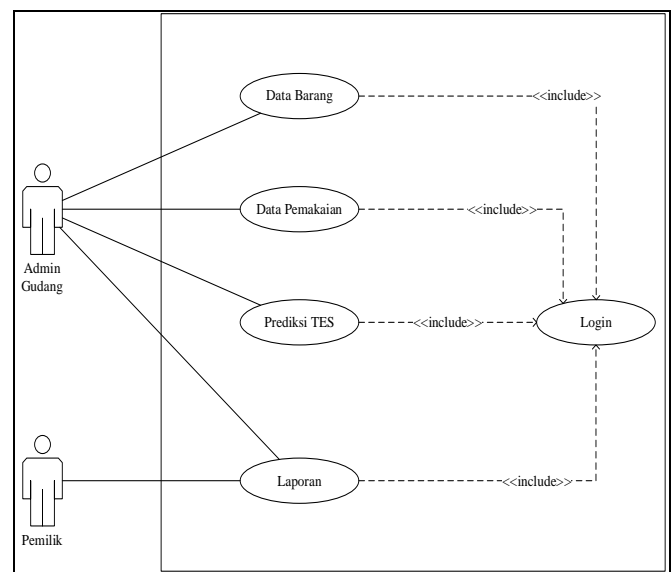 Data Barang
<<include>>
Data Pemakaian
<<include>>
Admin
Gudang
Prediksi TES
<<include>>
Login
Laporan
<<include>>
Pemilik